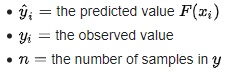 • ŷᵢ = the predicted value F(xᵢ)
• yᵢ = the observed value
• n = the number of samples in y